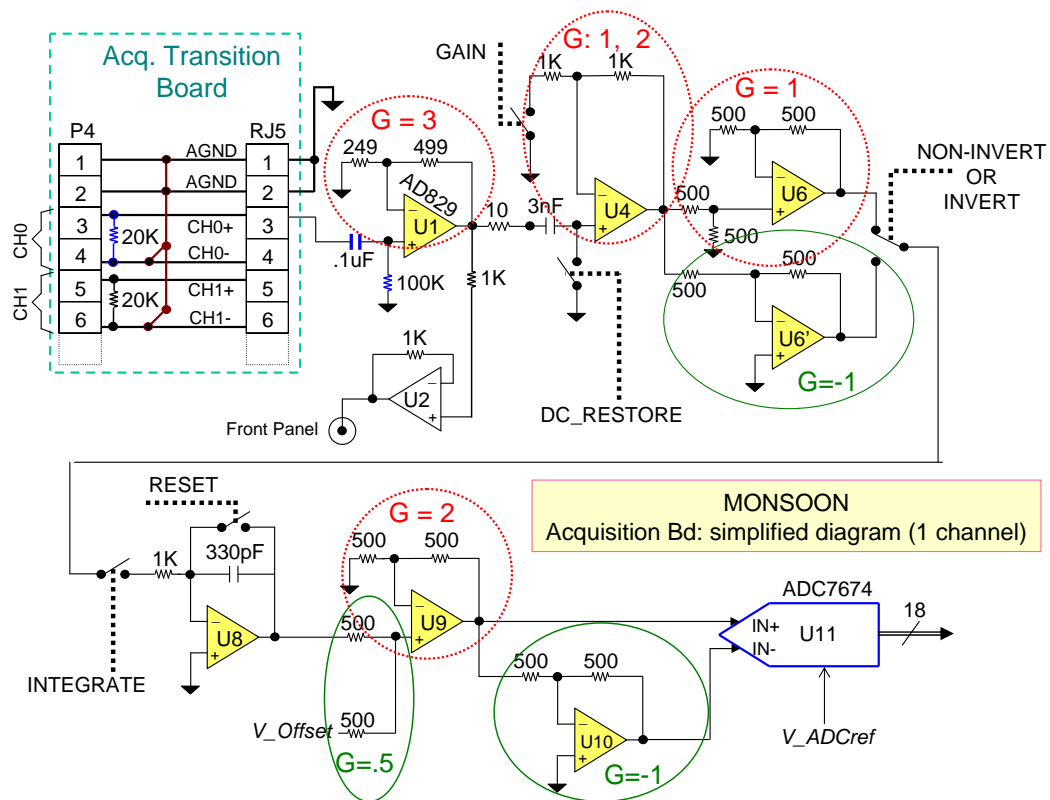 Acq. Transition
Board
P4
RJ5
1
2
3
4
5
6
AGND
AGND
CH0+
CH0-
CH1+
CH1-
1
2
3
4
5
6
CH0
CH1
20K
20K
G = 3
249
499
AD829
U1
.1uF
100K
10
3nF
1K
1K
U2
Front Panel
GAIN
G: 1, 2
1K
1K
U4
DC_RESTORE
G = 1
500
500
500
500
U6
500
500
U6’
G=-1
NON-INVERT
OR
INVERT
RESET
1K
330pF
U8
INTEGRATE
G = 2
500
500
U9
500
500
V_Offset
G=.5
500
500
U10
G=-1
MONSOON
Acquisition Bd: simplified diagram (1 channel)
ADC7674
IN+
IN-
U11
18
V_ADCref